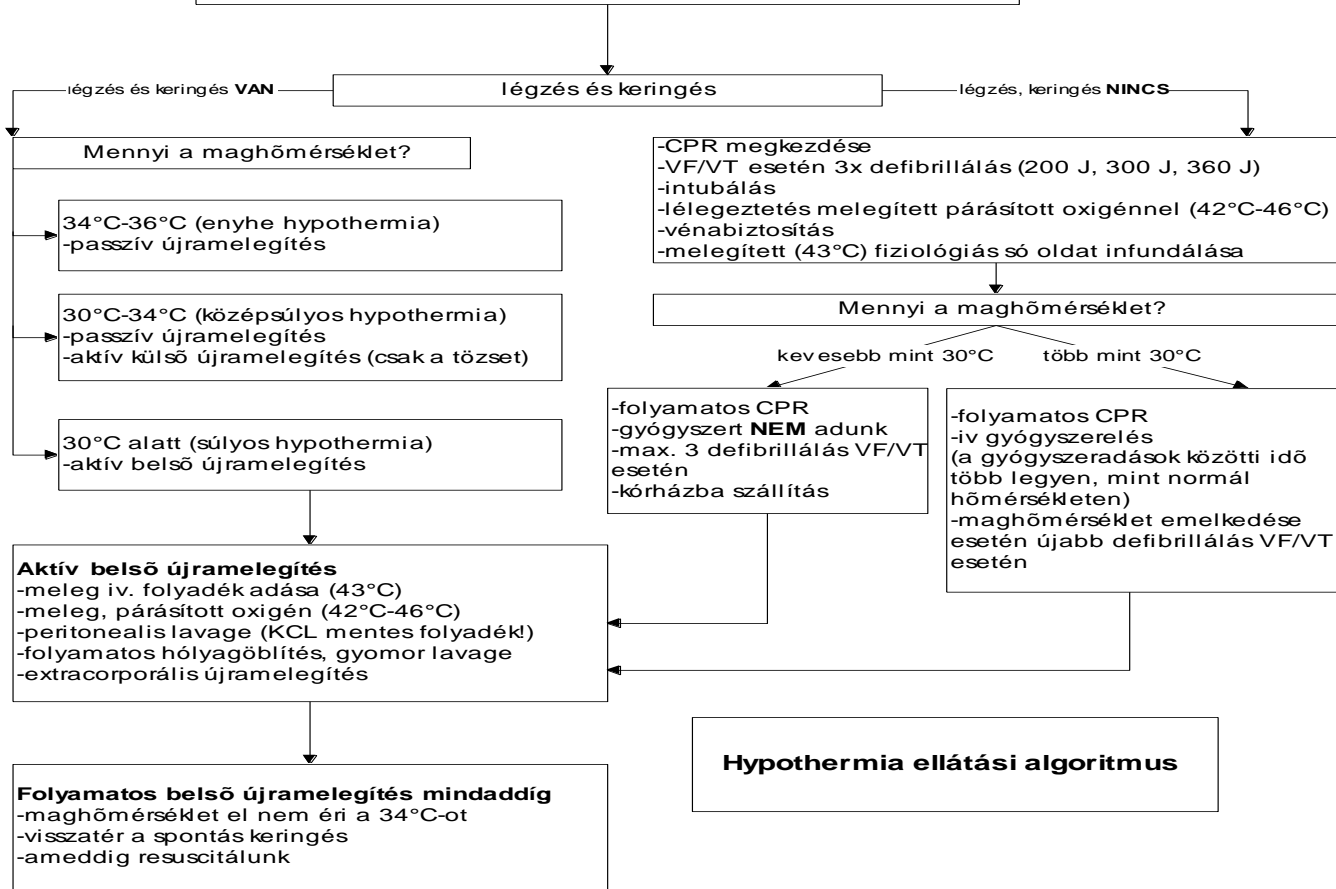 légzés és keringés VAN
légzés és keringés
légzés, keringés NINCS
Mennyi a maghõmérséklet?
34°C-36°C (enyhe hypothermia)
-passzív újramelegítés
30°C-34°C (középsúlyos hypothermia)
-passzív újramelegítés
-aktív külsõ újramelegítés (csak a tözset)
30°C alatt (súlyos hypothermia)
-aktív belsõ újramelegítés
-CPR megkezdése
-VF/VT esetén 3x defibrillálás (200 J, 300 J, 360 J)
-intubálás
-lélegeztetés melegített párásított oxigénnel (42°C-46°C)
-vénabiztosítás
-melegített (43°C) fiziológiás só oldat infundálása
Mennyi a maghõmérséklet?
kevesebb mint 30°C
több mint 30°C
-folyamatos CPR
-gyógyszert NEM adunk
-max. 3 defibrillálás VF/VT
esetén
-kórházba szállítás
-folyamatos CPR
-iv gyógyszerelés
(a gyógyszeradások közötti idõ
több legyen, mint normál
hõmérsékleten)
-maghõmérséklet emelkedése
esetén újabb defibrillálás VF/VT
esetén
Aktív belsõ újramelegítés
-meleg iv. folyadék adása (43°C)
-meleg, párásított oxigén (42°C-46°C)
-peritonealis lavage (KCL mentes folyadék!)
-folyamatos hólyagöblítés, gyomor lavage
-extracorporális újramelegítés
Hypothermia ellátási algoritmus
Folyamatos belsõ újramelegítés mindaddíg
-maghõmérséklet el nem éri a 34°C-ot
-visszatér a spontás keringés
-ameddig resuscitálunk